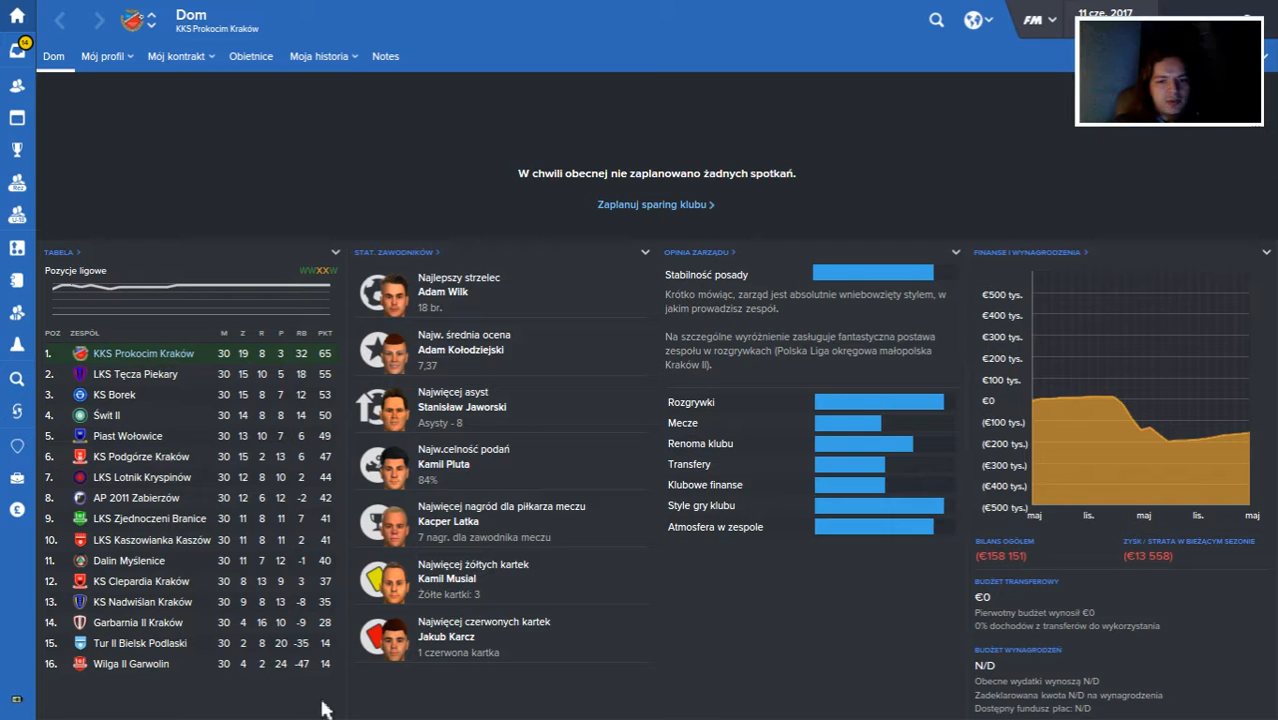 Dom
KKS Prokocim Kraków
FM
11 cze. 2017
14
Dom
Mój profil
Mój kontrakt
Obietnice
Moja historia
Notes
Rez
U-19
W chwili obecnej nie zaplanowano żadnych spotkań.
Zaplanuj sparing klubu >
TABELA >
Pozycje ligowe WWXXW
POZ ZESPÓŁ M Z R P RB PKT
1. KKS Prokocim Kraków 30 19 8 3 32 65
2. LKS Tęcza Piekary 30 15 10 5 18 55
3. KS Borek 30 15 8 7 12 53
4. Świt II 30 14 8 8 14 50
5. Piast Wołowice 30 13 10 7 6 49
6. KS Podgórze Kraków 30 15 2 13 6 47
7. LKS Lotnik Kryspinów 30 12 8 10 2 44
8. AP 2011 Zabierzów 30 12 6 12 -2 42
9. LKS Zjednoczeni Branice 30 11 8 11 7 41
10. LKS Kaszowianka Kaszów 30 11 8 11 2 41
11. Dalin Myślenice 30 11 7 12 -1 40
12. KS Clepardia Kraków 30 8 13 9 3 37
13. KS Nadwiślan Kraków 30 9 8 13 -8 35
14. Garbarnia II Kraków 30 4 16 10 -9 28
15. Tur II Bielsk Podlaski 30 2 8 20 -35 14
16. Wilga II Garwolin 30 4 2 24 -47 14
STAT. ZAWODNIKÓW >
Najlepszy strzelec
Adam Wilk
18 br.
Najw. średnia ocena
Adam Kołodziejski
7,37
Najwięcej asyst
Stanisław Jaworski
Asysty - 8
Najw.celność podań
Kamil Pluta
84%
Najwięcej nagród dla piłkarza meczu
Kacper Latka
7 nagr. dla zawodnika meczu
Najwięcej żółtych kartek
Kamil Musial
Żółte kartki: 3
Najwięcej czerwonych kartek
Jakub Karcz
1 czerwona kartka
OPINIA ZARZĄDU >
Stabilność posady
Krótko mówiąc, zarząd jest absolutnie wniebowzięty stylem, w
jakim prowadzisz zespół.
Na szczególne wyróżnienie zasługuje fantastyczna postawa
zespołu w rozgrywkach (Polska Liga okręgowa małopolska
Kraków II).
Rozgrywki
Mecze
Renoma klubu
Transfery
Klubowe finanse
Style gry klubu
Atmosfera w zespole
FINANSE I WYNAGRODZENIA >
€500 tys.
€400 tys.
€300 tys.
€200 tys.
€100 tys.
€0
(€100 tys.)
(€200 tys.)
(€300 tys.)
(€400 tys.)
(€500 tys.)
maj lis. maj lis. maj
BILANS OGÓŁEM
(€158 151)
ZYSK / STRATA W BIEŻĄCYM SEZONIE
(€13 558)
BUDŻET TRANSFEROWY
€0
Pierwotny budżet wynosił €0
0% dochodów z transferów do wykorzystania
BUDŻET WYNAGRODZEN
N/D
Obecne wydatki wynoszą N/D
Zadeklarowana kwota N/D na wynagrodzenia
Dostępny fundusz płac: N/D